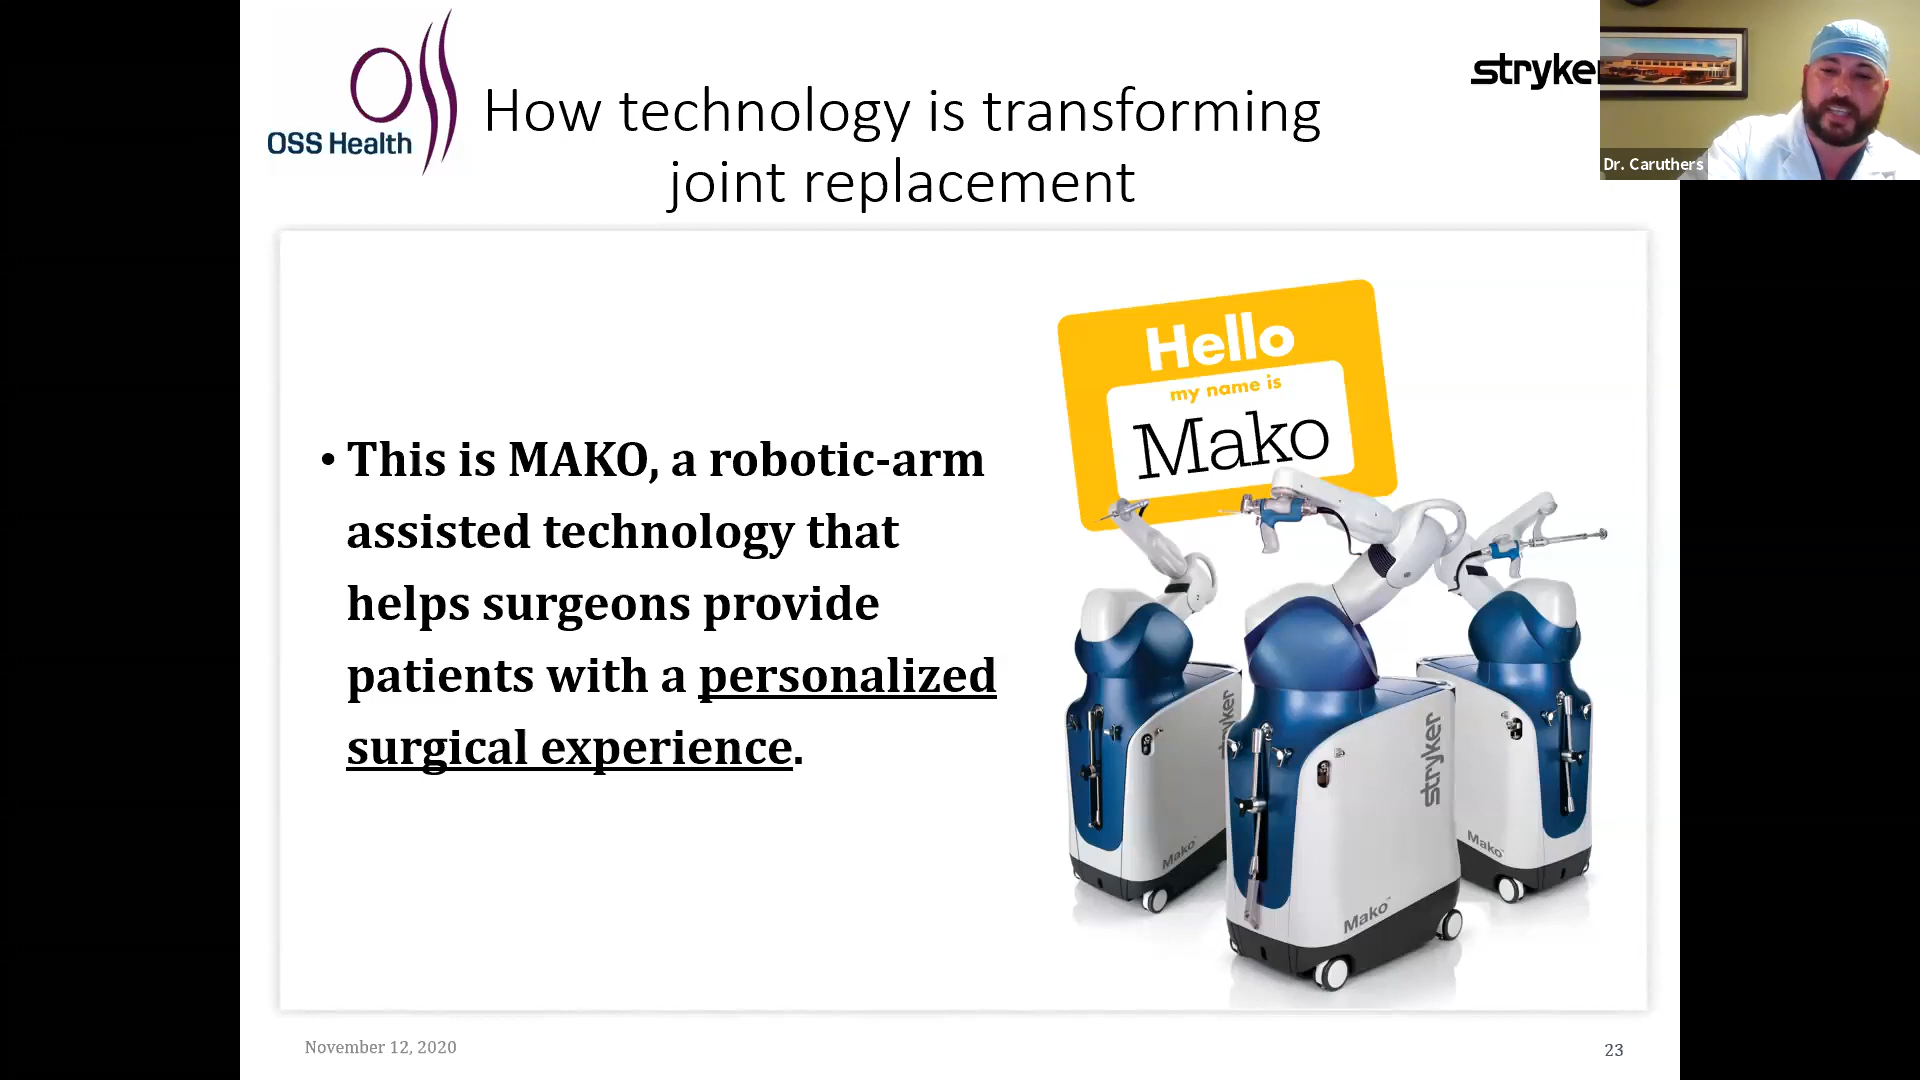 OSS
OSS Health
How technology is transforming
joint replacement
stryke
Dr. Caruthers
Hello
my name is
Mako
• This is MAKO, a robotic-arm
assisted technology that
helps surgeons provide
patients with a personalized
surgical experience.
stryker
stryker
Mako
Mako
Mako
November 12, 2020
23